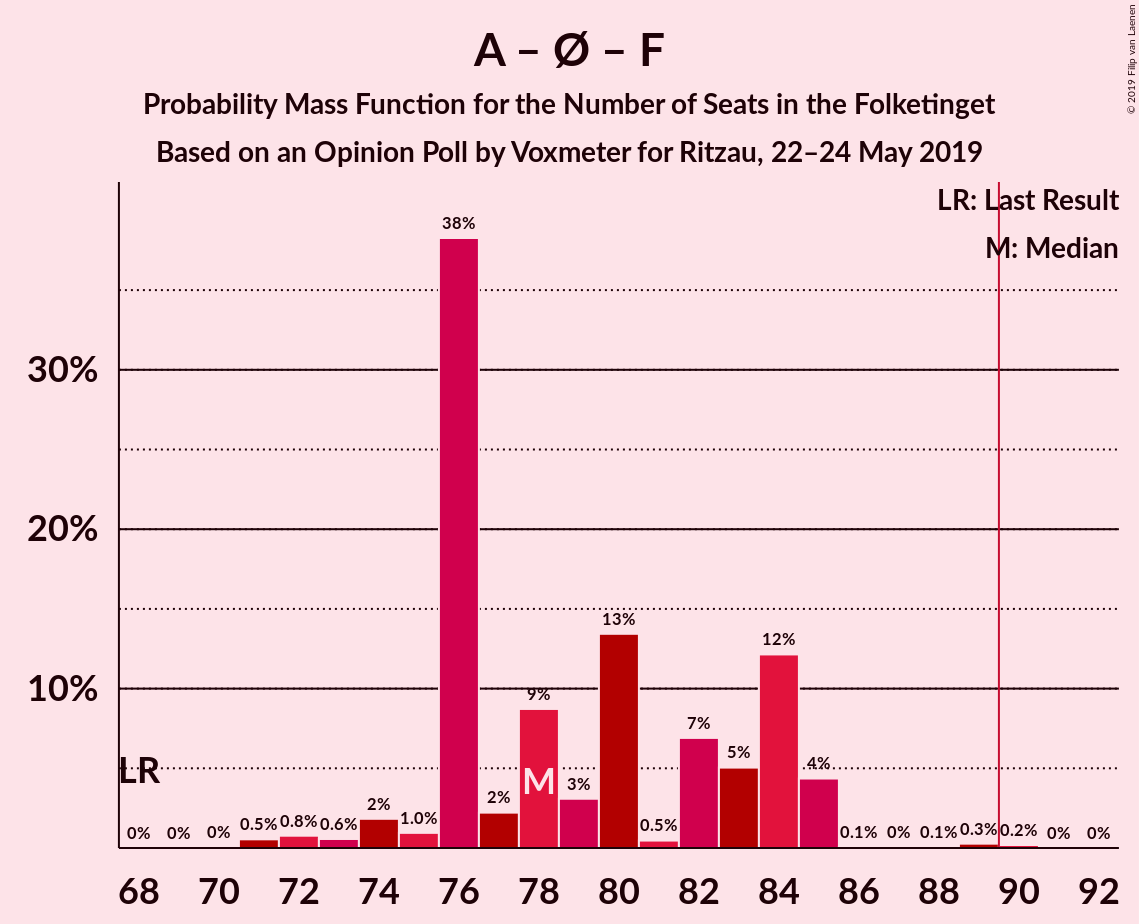 A – Ø – F
Probability Mass Function for the Number of Seats in the Folketinget
Based on an Opinion Poll by Voxmeter for Ritzau, 22–24 May 2019
© 2019 Filip van Laenen
LR: Last Result
M: Median
38%
30%
20%
13%
12%
10%
9%
7%
5%
4%
LR
M
3%
2%
2%
1.0%
0% 0% 0% 0.5% 0.8% 0.6% 0.5% 0.1% 0% 0.1% 0.3% 0.2% 0% 0%
68 70 72 74 76 78 80 82 84 86 88 90 92